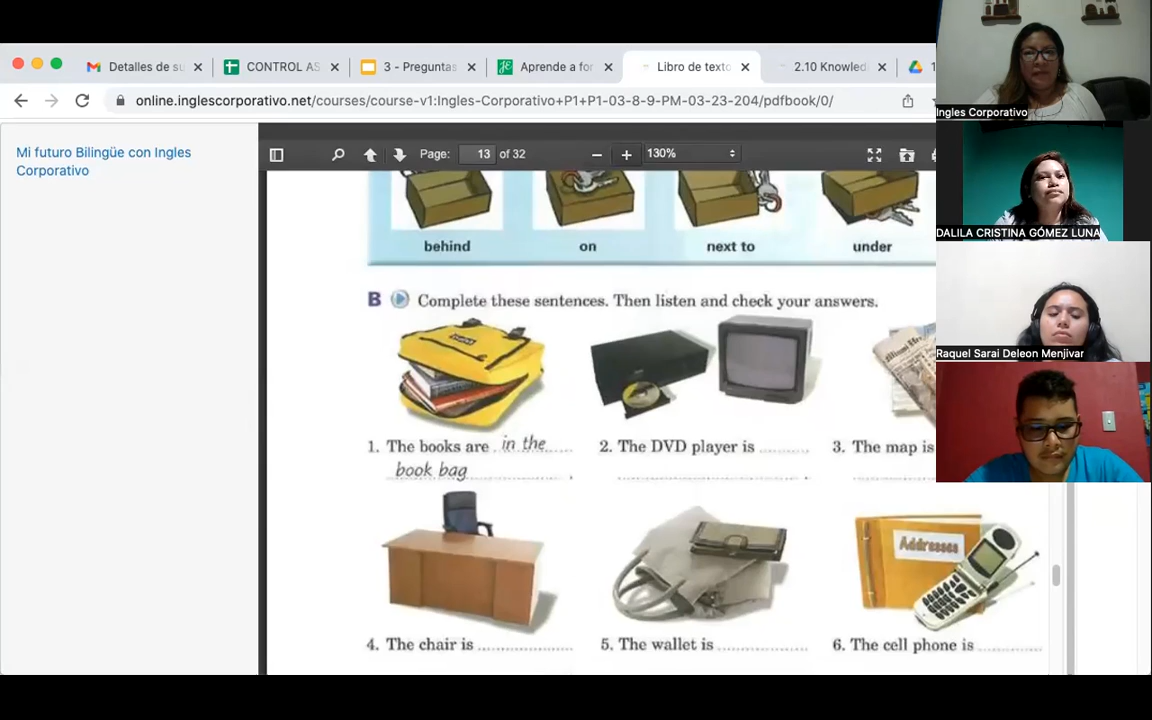 Detalles de su
CONTROL AS
3 - Preguntas
Aprende a for
Libro de texto
2.10 Knowled
1
Ingles Corporativo
online.inglescorporativo.net/courses/course-v1:Ingles-Corporativo+P1+P1-03-8-9-PM-03-23-204/pdfbook/0/
Mi futuro Bilingüe con Ingles
Corporativo
Page: 13 of 32
130%
DALILA CRISTINA GÓMEZ LUNA
behind on next to under
B Complete these sentences. Then listen and check your answers.
Raquel Sarai Deleon Menjivar
1. The books are in the
book bag
2. The DVD player is
3. The map is
Addresses
4. The chair is
5. The wallet is
6. The cell phone is